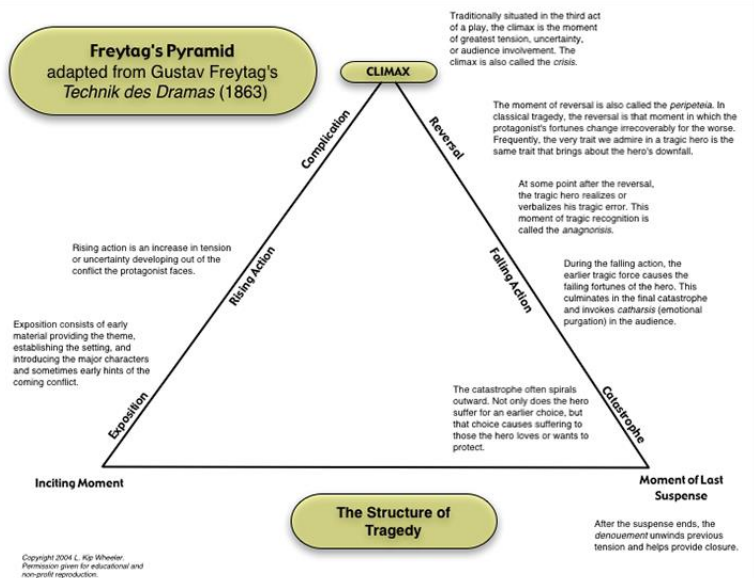 Freytag's Pyramid
adapted from Gustav Freytag's
Technik des Dramas (1863)
Traditionally situated in the third act
of a play, the climax is the moment
of greatest tension, uncertainty,
or audience involvement. The
climax is also called the crisis.
CLIMAX
Complication
Reversal
The moment of reversal is also called the peripeteia. In
classical tragedy, the reversal is that moment in which the
protagonist's fortunes change irrecoverably for the worse.
Frequently, the very trait we admire in a tragic hero is the
same trait that brings about the hero's downfall.
At some point after the reversal,
the tragic hero realizes or
verbalizes his tragic error. This
moment of tragic recognition is
called the anagnorisis.
Rising action is an increase in tension
or uncertainty developing out of the
conflict the protagonist faces.
Rising Action
Falling Action
During the falling action, the
earlier tragic force causes the
failing fortunes of the hero. This
culminates in the final catastrophe
and invokes catharsis (emotional
purgation) in the audience.
Exposition consists of early
material providing the theme,
establishing the setting, and
introducing the major characters
and sometimes early hints of the
coming conflict.
Exposition
The catastrophe often spirals
outward. Not only does the hero
suffer for an earlier choice, but
that choice causes suffering to
those the hero loves or wants to
protect.
Catastrophe
Inciting Moment
Moment of Last
Suspense
The Structure of
Tragedy
After the suspense ends, the
denouement unwinds previous
tension and helps provide closure.
Copyright 2004 L. Kip Wheeler.
Permission given for educational and
non-profit reproduction.